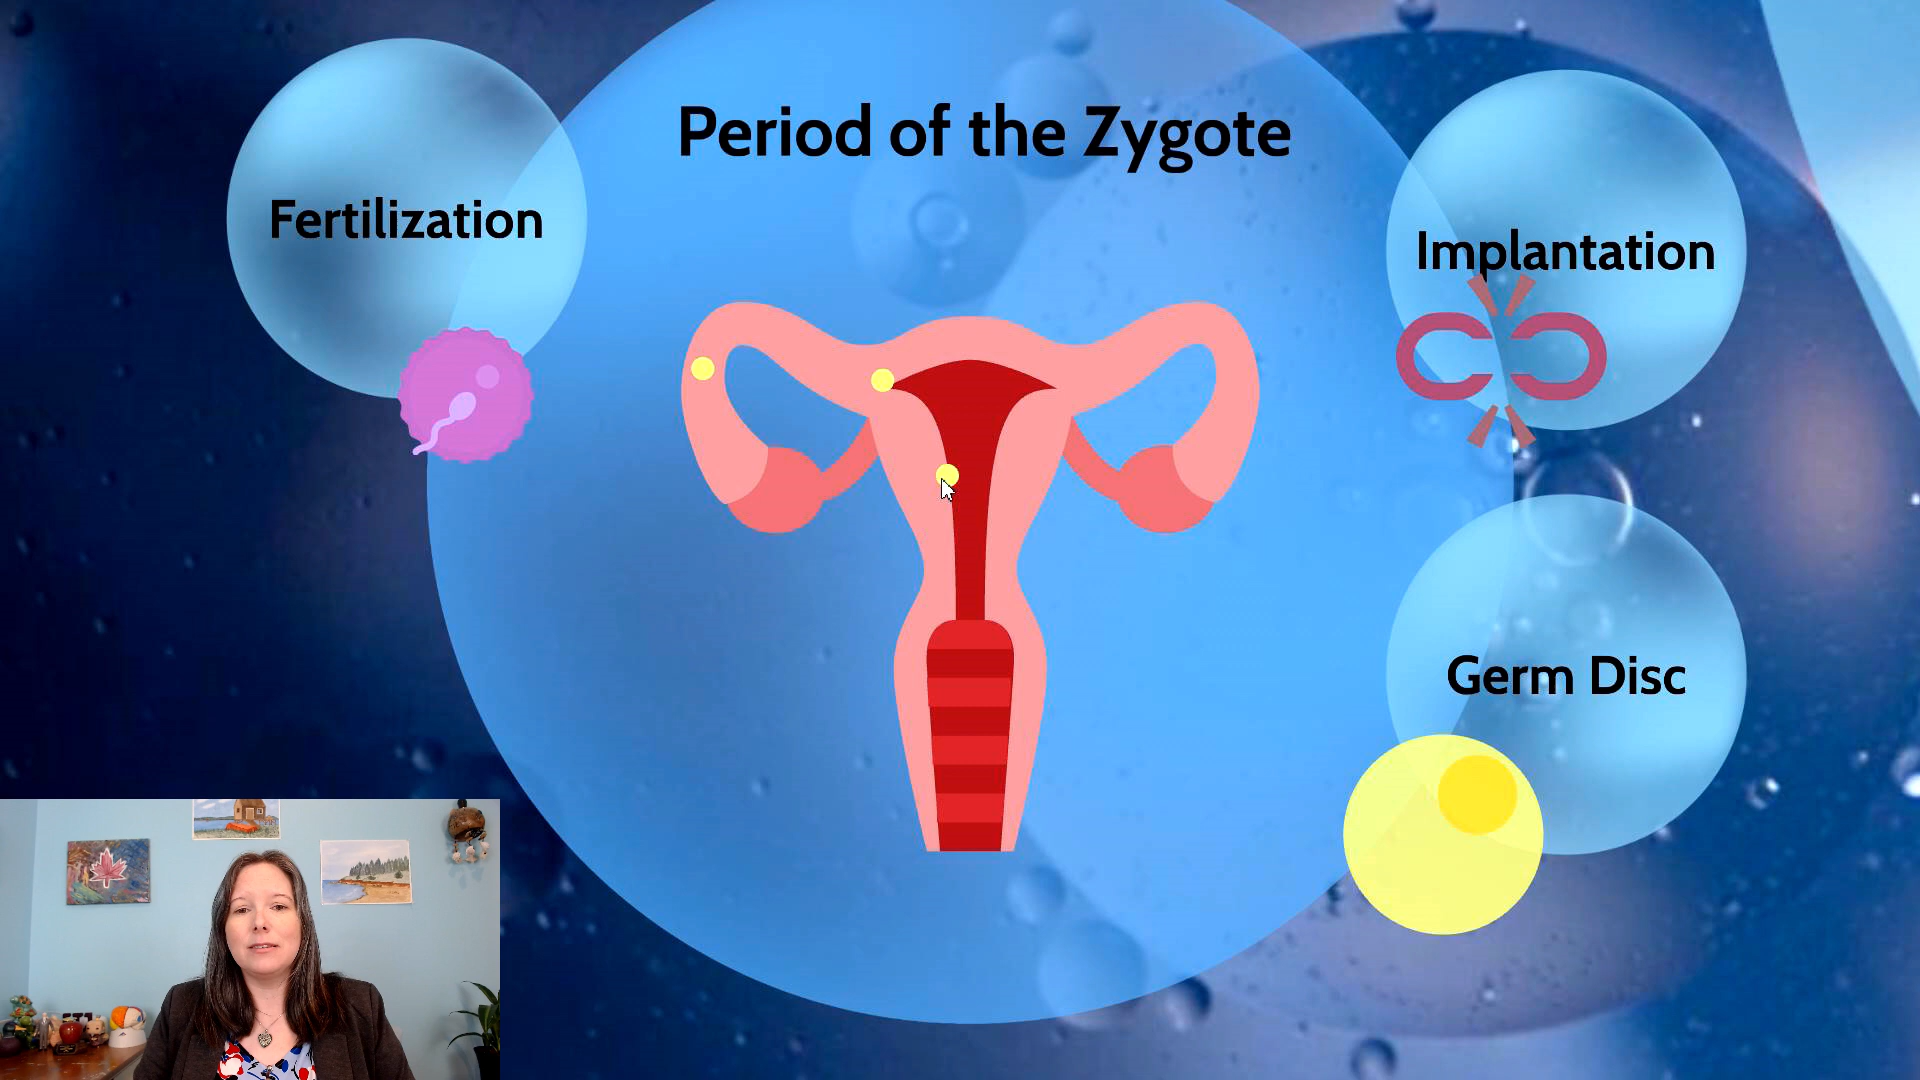 Period of the Zygote
Fertilization
Implantation
Germ Disc